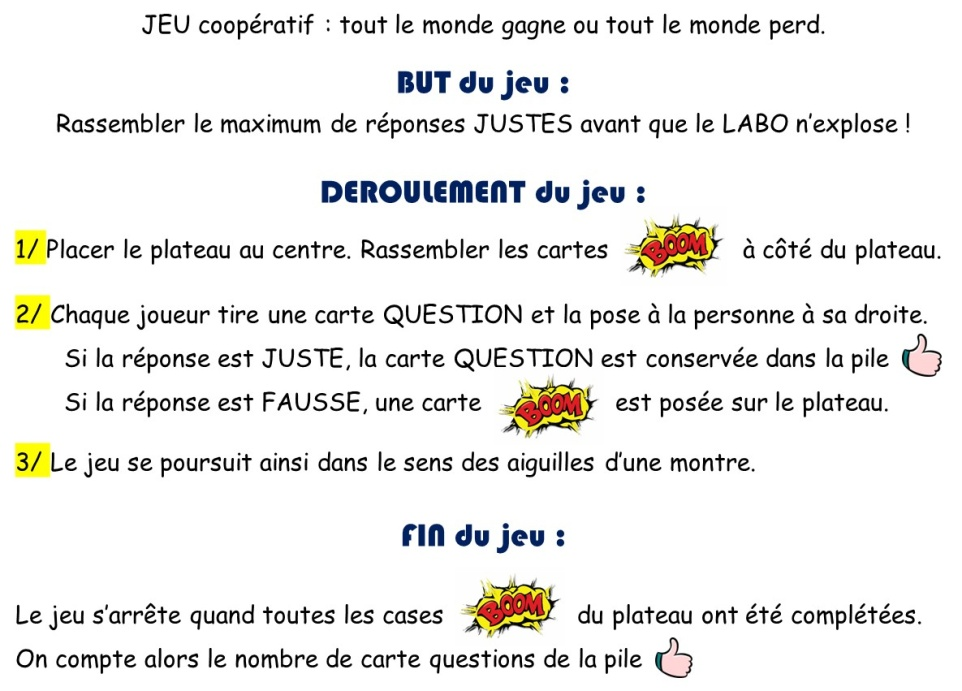 JEU coopératif : tout le monde gagne ou tout le monde perd.
BUT du jeu :
Rassembler le maximum de réponses JUSTES avant que le LABO n'explose !
DEROULEMENT du jeu :
1/ Placer le plateau au centre. Rassembler les cartes BOOM à côté du plateau.
2/ Chaque joueur tire une carte QUESTION et la pose à la personne à sa droite.
Si la réponse est JUSTE, la carte QUESTION est conservée dans la pile
Si la réponse est FAUSSE, une carte BOOM est posée sur le plateau.
3/ Le jeu se poursuit ainsi dans le sens des aiguilles d'une montre.
FIN du jeu :
Le jeu s'arrête quand toutes les cases BOOM du plateau ont été complétées.
On compte alors le nombre de carte questions de la pile